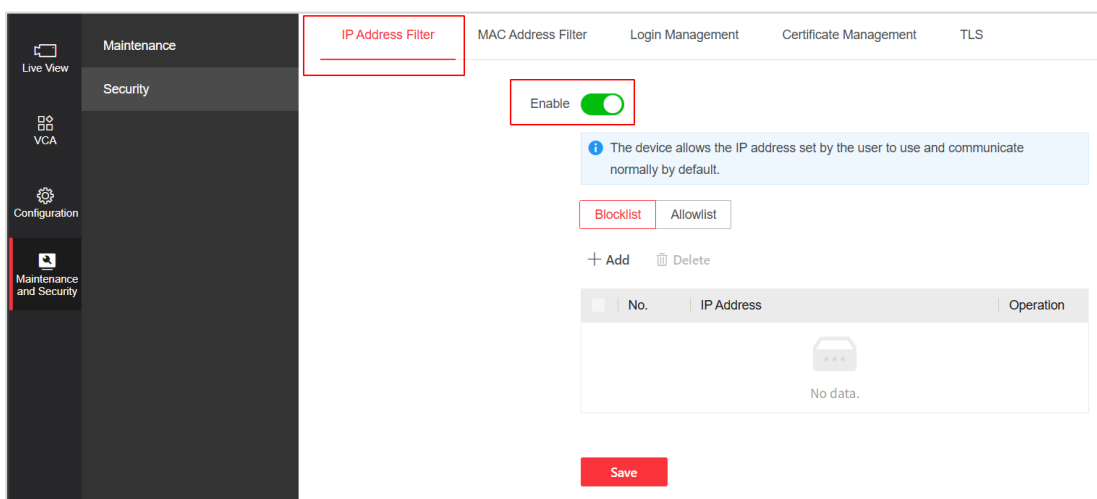 Live View
VCA
Configuration
Maintenance
and Security
Maintenance
Security
IP Address Filter MAC Address Filter Login Management Certificate Management TLS
Enable
The device allows the IP address set by the user to use and communicate
normally by default.
Blocklist Allowlist
+ Add Delete
No. IP Address Operation
No data.
Save